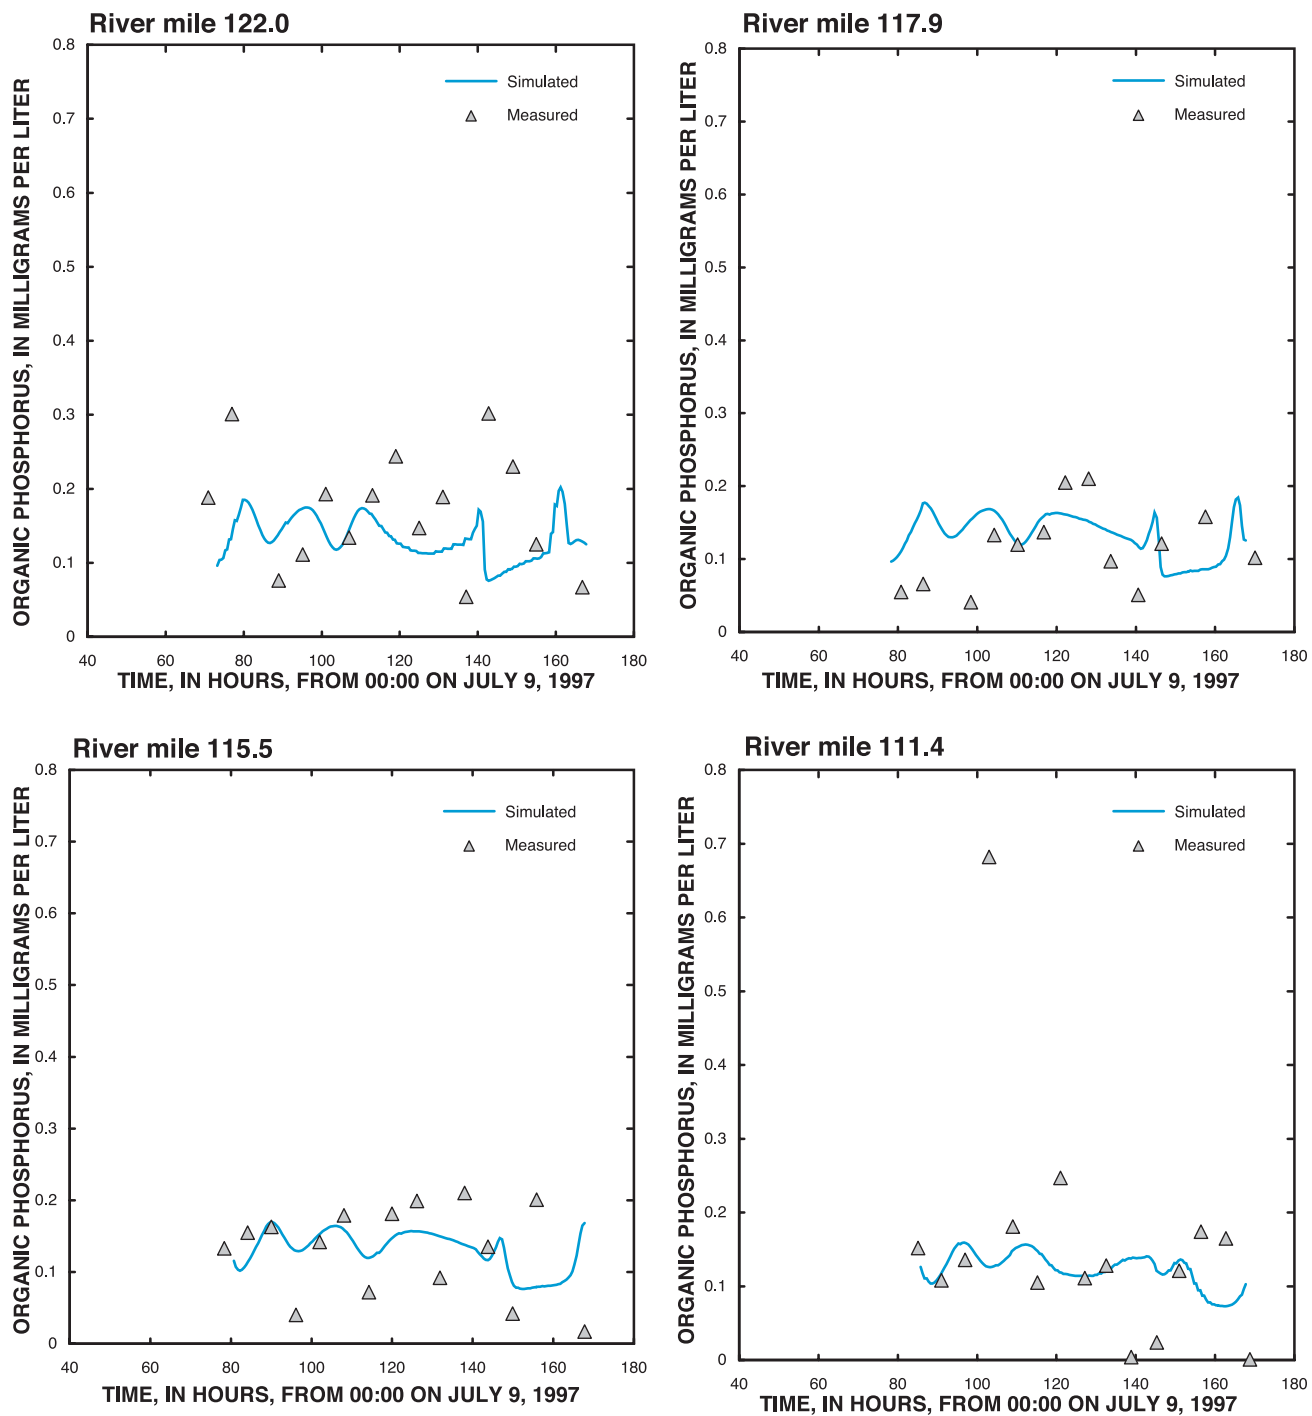 River mile 122.0
ORGANIC PHOSPHORUS, IN MILLIGRAMS PER LITER
0.8
0.7
0.6
0.5
0.4
0.3
0.2
0.1
0
Simulated
Measured
40 60 80 100 120 140 160 180
TIME, IN HOURS, FROM 00:00 ON JULY 9, 1997
River mile 117.9
ORGANIC PHOSPHORUS, IN MILLIGRAMS PER LITER
0.8
0.7
0.6
0.5
0.4
0.3
0.2
0.1
0
Simulated
Measured
40 60 80 100 120 140 160 180
TIME, IN HOURS, FROM 00:00 ON JULY 9, 1997
River mile 115.5
ORGANIC PHOSPHORUS, IN MILLIGRAMS PER LITER
0.8
0.7
0.6
0.5
0.4
0.3
0.2
0.1
0
Simulated
Measured
40 60 80 100 120 140 160 180
TIME, IN HOURS, FROM 00:00 ON JULY 9, 1997
River mile 111.4
ORGANIC PHOSPHORUS, IN MILLIGRAMS PER LITER
0.8
0.7
0.6
0.5
0.4
0.3
0.2
0.1
0
Simulated
Measured
40 60 80 100 120 140 160 180
TIME, IN HOURS, FROM 00:00 ON JULY 9, 1997